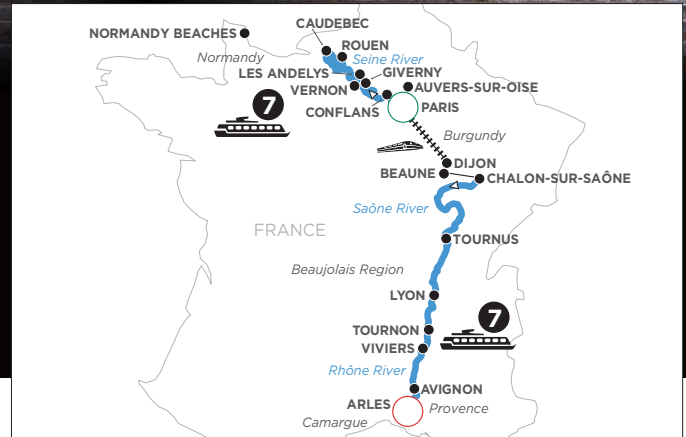 CAUDEBEC
NORMANDY BEACHES
ROUEN
Normandy
Seine River
LES ANDELYS
GIVERNY
VERNON
AUVERS-SUR-OISE
7
CONFLANS
PARIS
Burgundy
DIJON
BEAUNE
CHALON-SUR-SAÔNE
Saône River
FRANCE
TOURNUS
Beaujolais Region
LYON
7
TOURNON
VIVIERS
Rhône River
AVIGNON
ARLES
Provence
Camargue